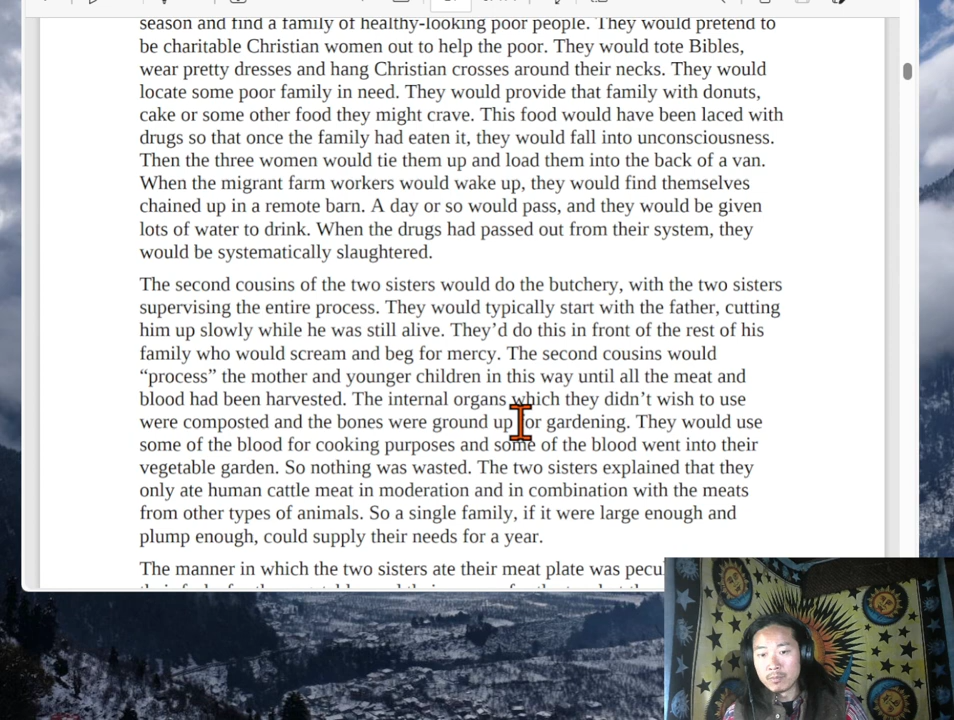 season and find a family of healthy-looking poor people. They would pretend to
be charitable Christian women out to help the poor. They would tote Bibles,
wear pretty dresses and hang Christian crosses around their necks. They would
locate some poor family in need. They would provide that family with donuts,
cake or some other food they might crave. This food would have been laced with
drugs so that once the family had eaten it, they would fall into unconsciousness.
Then the three women would tie them up and load them into the back of a van.
When the migrant farm workers would wake up, they would find themselves
chained up in a remote barn. A day or so would pass, and they would be given
lots of water to drink. When the drugs had passed out from their system, they
would be systematically slaughtered.
The second cousins of the two sisters would do the butchery, with the two sisters
supervising the entire process. They would typically start with the father, cutting
him up slowly while he was still alive. They’d do this in front of the rest of his
family who would scream and beg for mercy. The second cousins would
“process” the mother and younger children in this way until all the meat and
blood had been harvested. The internal organs which they didn’t wish to use
were composted and the bones were ground up for gardening. They would use
some of the blood for cooking purposes and some of the blood went into their
vegetable garden. So nothing was wasted. The two sisters explained that they
only ate human cattle meat in moderation and in combination with the meats
from other types of animals. So a single family, if it were large enough and
plump enough, could supply their needs for a year.
The manner in which the two sisters ate their meat plate was